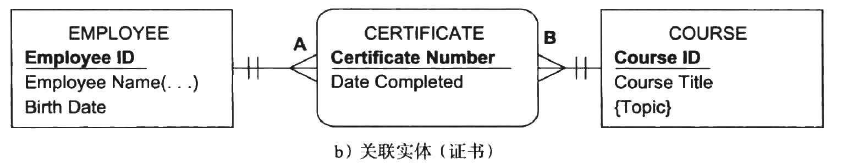 EMPLOYEE
Employee ID
Employee Name(. . .)
Birth Date
A
CERTIFICATE
Certificate Number
Date Completed
B
COURSE
Course ID
Course Title
{Topic}
b）关联实体（证书）